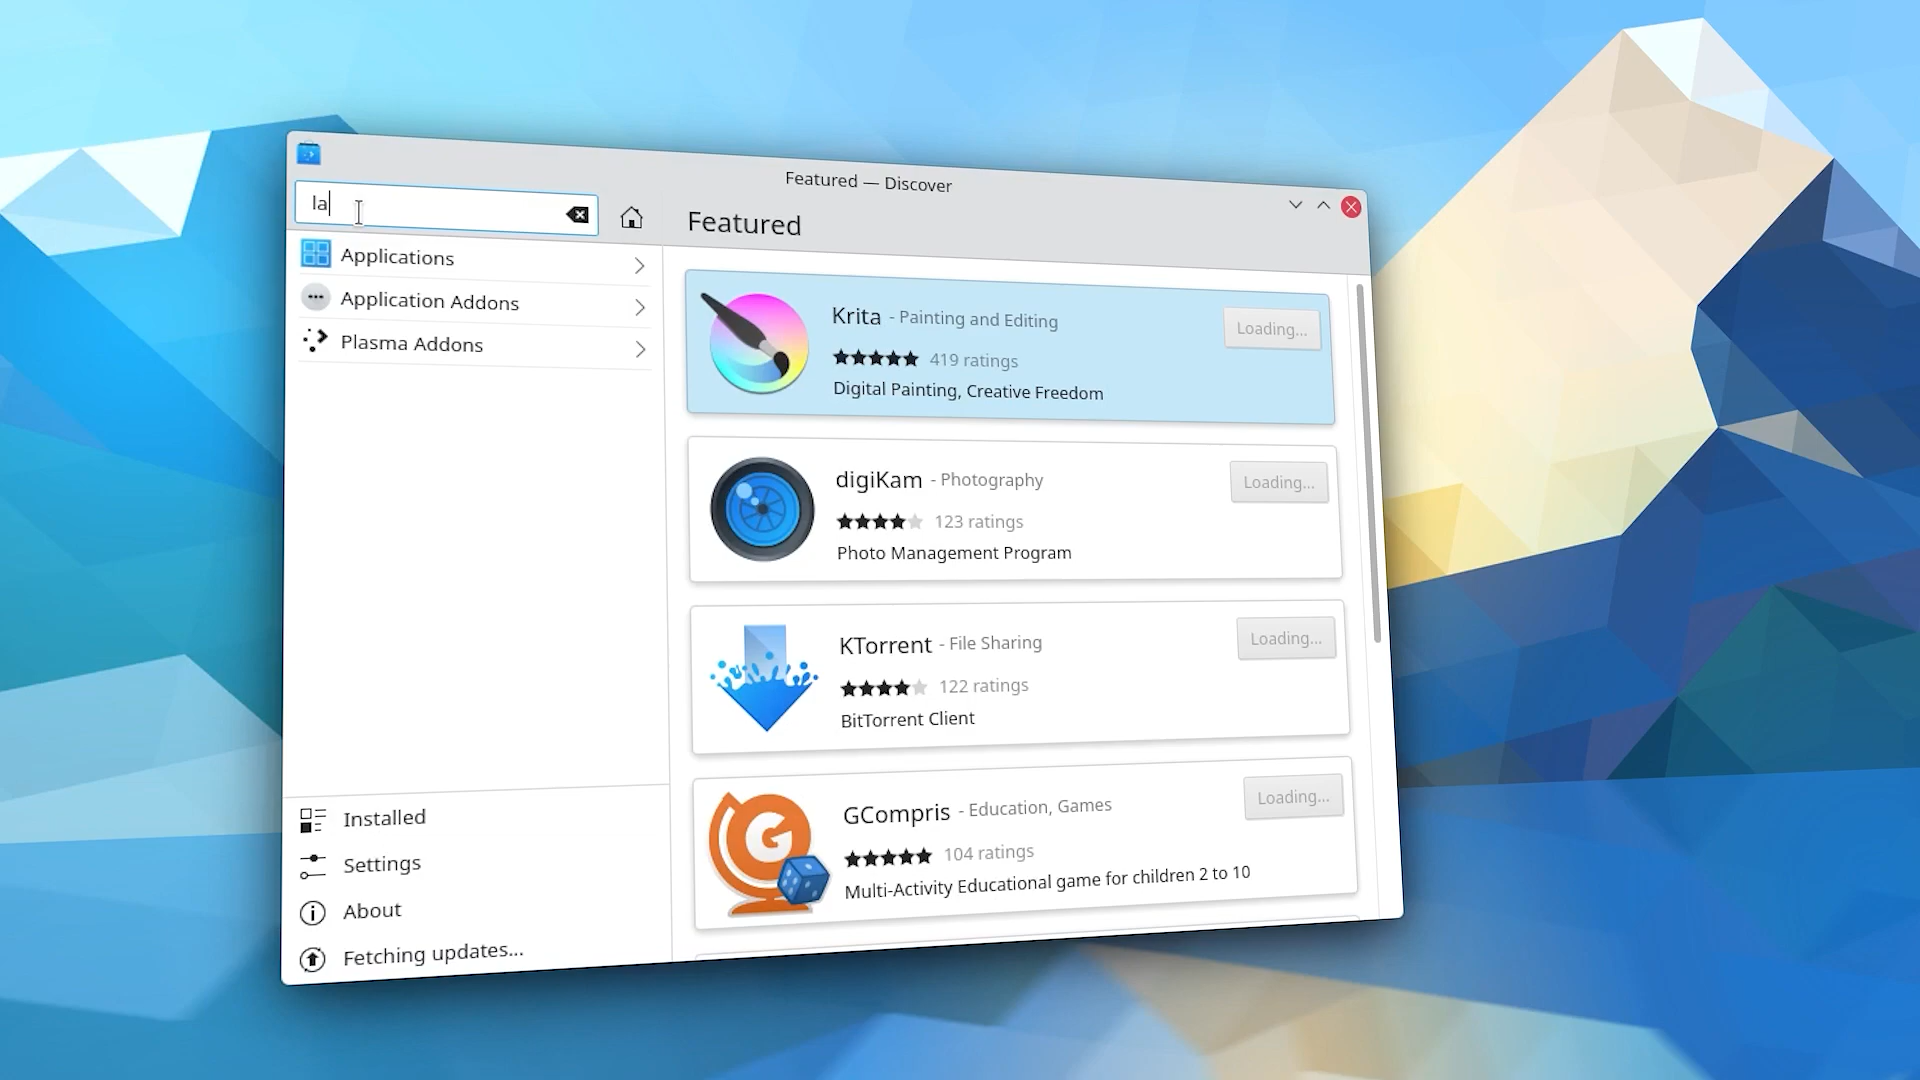 Featured — Discover
la
Featured
Applications
Application Addons
Plasma Addons
Krita - Painting and Editing
Loading...
419 ratings
Digital Painting, Creative Freedom
digiKam - Photography
Loading...
123 ratings
Photo Management Program
KTorrent - File Sharing
Loading...
122 ratings
BitTorrent Client
GCompris - Education, Games
Loading...
104 ratings
Multi-Activity Educational game for children 2 to 10
Installed
Settings
About
Fetching updates...